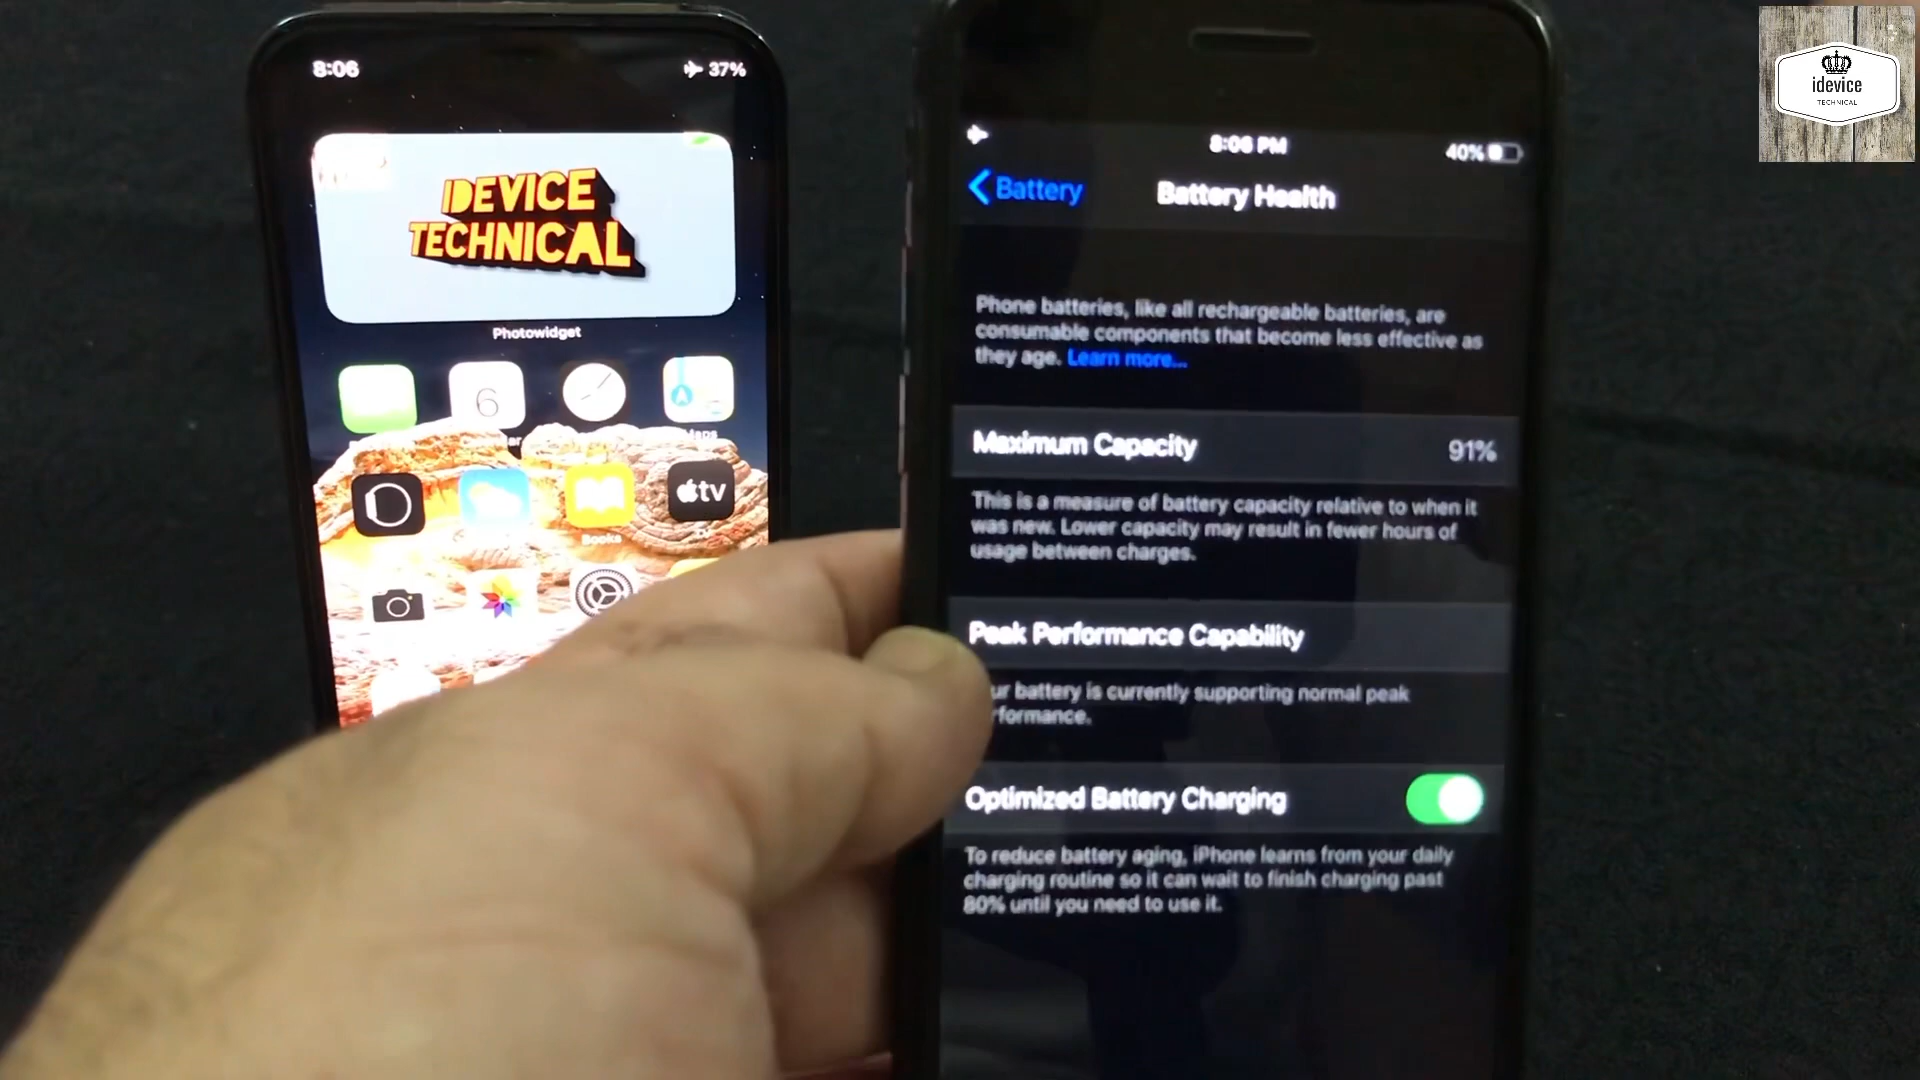 8:06
37%
IDEVICE
TECHNICAL
Photowidget
6
Books
tv
8:06 PM
40%
Battery
Battery Health
Phone batteries, like all rechargeable batteries, are
consumable components that become less effective as
they age. Learn more...
Maximum Capacity 91%
This is a measure of battery capacity relative to when it
was new. Lower capacity may result in fewer hours of
usage between charges.
Peak Performance Capability
battery is currently supporting normal peak
Optimized Battery Charging
To reduce battery aging, iPhone learns from your daily
charging routine so it can wait to finish charging past
80% until you need to use it.
idevice
TECHNICAL